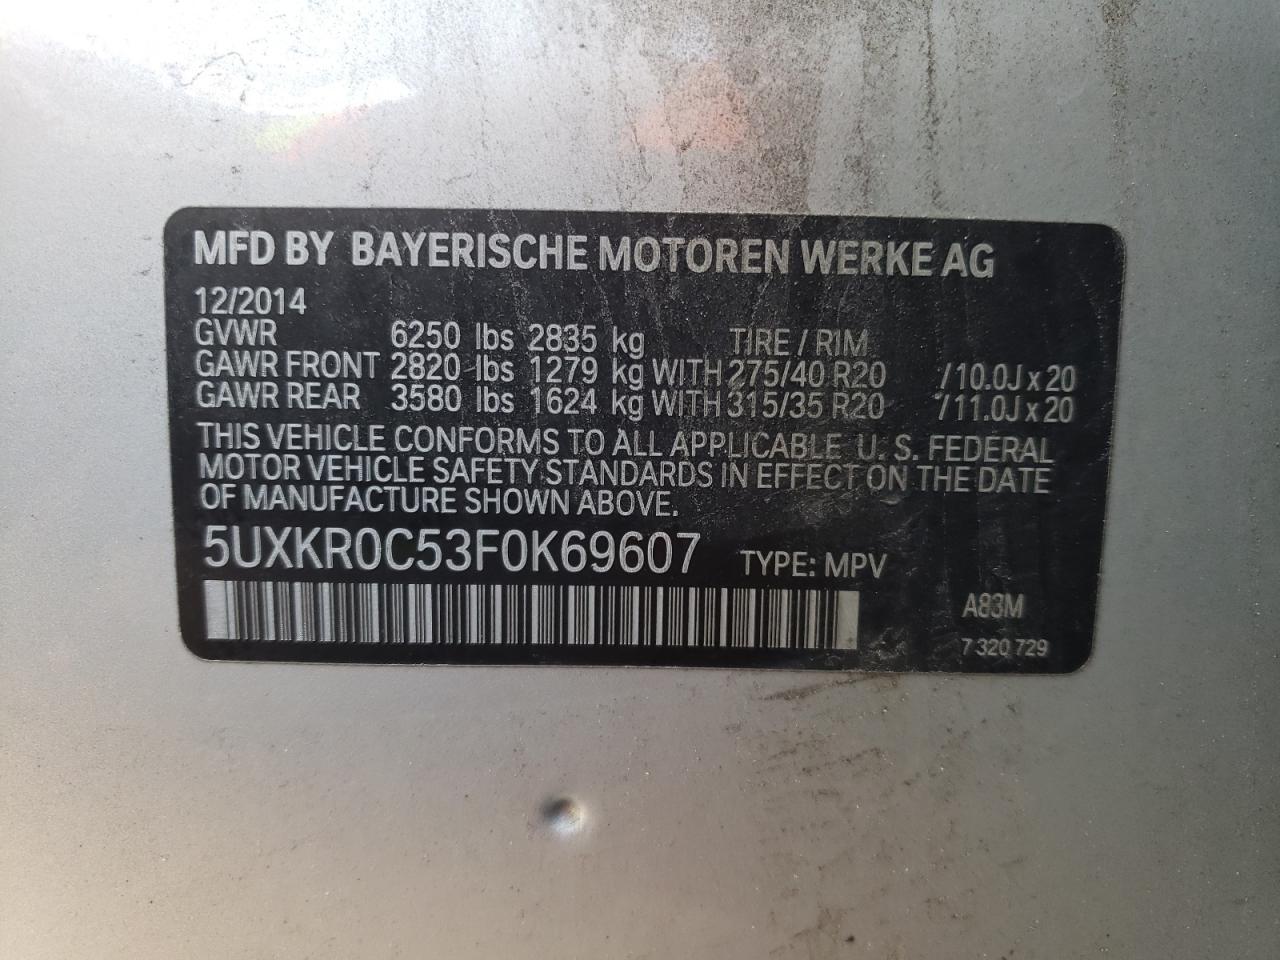 MFD BY BAYERISCHE MOTOREN WERKE AG
12/2014
GVWR 6250 lbs 2835 kg TIRE / RIM
GAWR FRONT 2820 lbs 1279 kg WITH 275/40 R20 /10.0J x 20
GAWR REAR 3580 lbs 1624 kg WITH 315/35 R20 /11.0J x 20
THIS VEHICLE CONFORMS TO ALL APPLICABLE U. S. FEDERAL
MOTOR VEHICLE SAFETY STANDARDS IN EFFECT ON THE DATE
OF MANUFACTURE SHOWN ABOVE.
5UXKR0C53F0K69607 TYPE: MPV
A83M
7 320 729